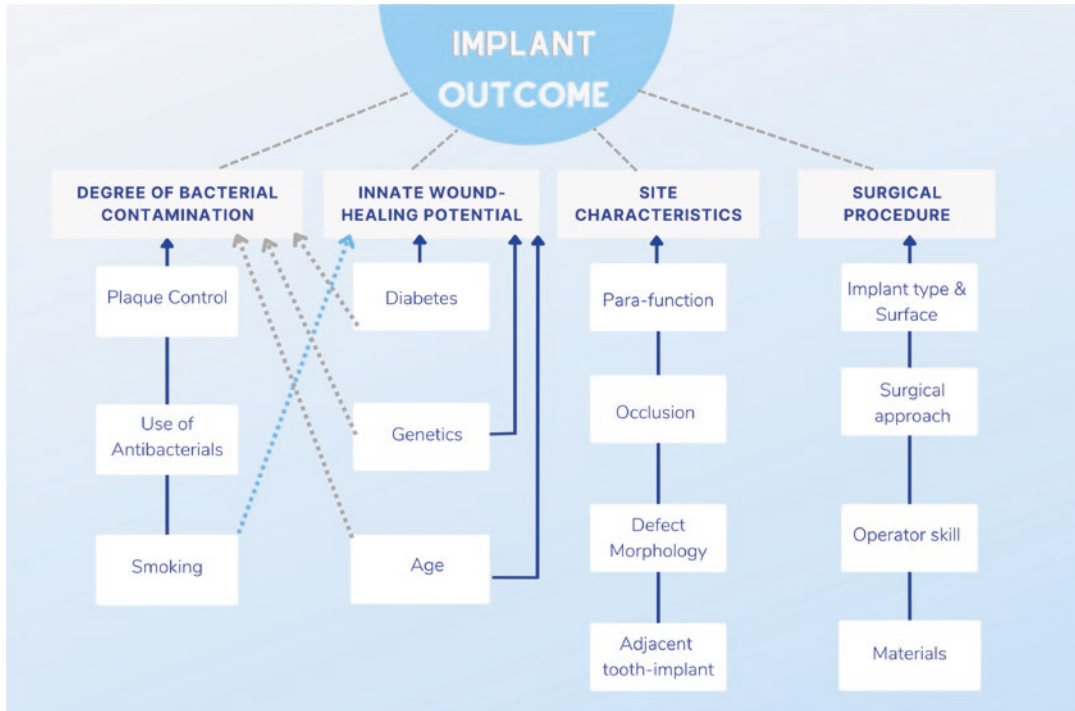 IMPLANT
OUTCOME
DEGREE OF BACTERIAL
CONTAMINATION
INNATE WOUND-
HEALING POTENTIAL
SITE
CHARACTERISTICS
SURGICAL
PROCEDURE
Plaque Control
Use of
Antibacterials
Smoking
Diabetes
Genetics
Age
Para-function
Occlusion
Defect
Morphology
Adjacent
tooth-implant
Implant type &
Surface
Surgical
approach
Operator skill
Materials